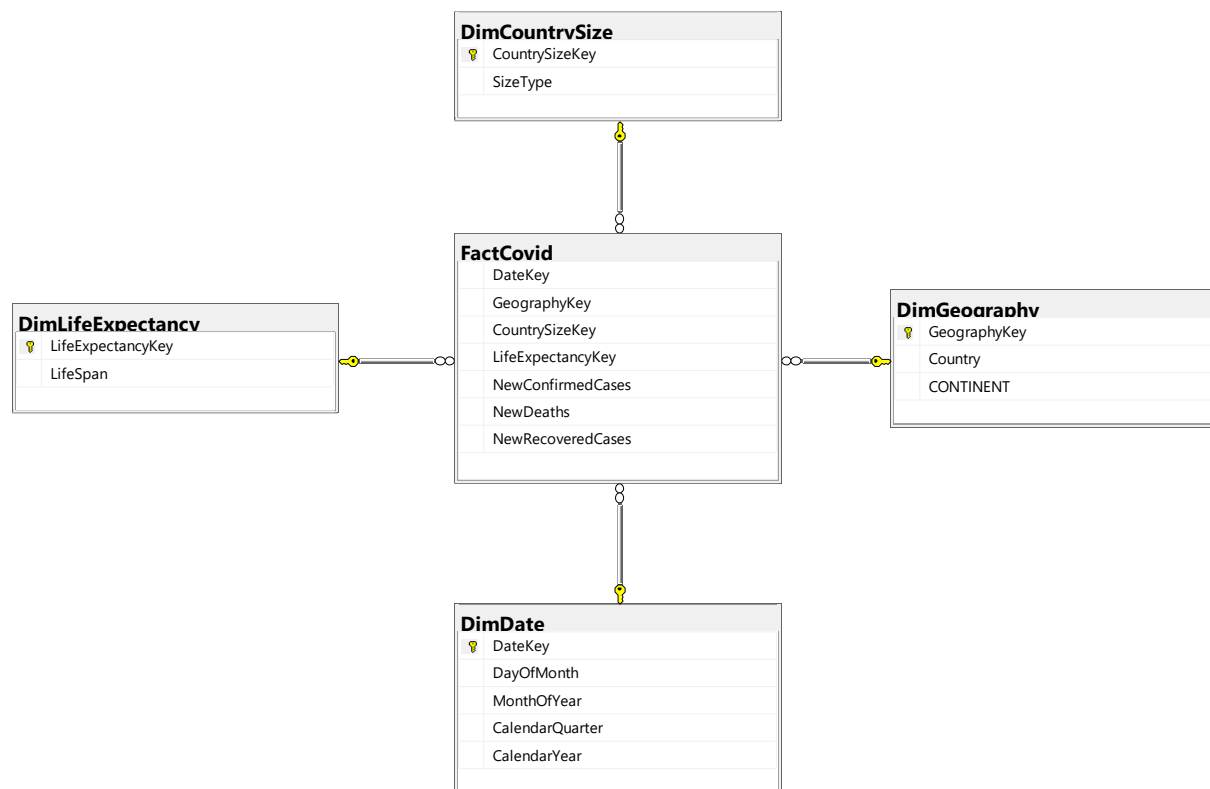 DimCountrySize
CountrySizeKey
SizeType
FactCovid
DateKey
GeographyKey
CountrySizeKey
LifeExpectancyKey
NewConfirmedCases
NewDeaths
NewRecoveredCases
DimLifeExpectancy
LifeExpectancyKey
LifeSpan
DimGeography
GeographyKey
Country
CONTINENT
DimDate
DateKey
DayOfMonth
MonthOfYear
CalendarQuarter
CalendarYear